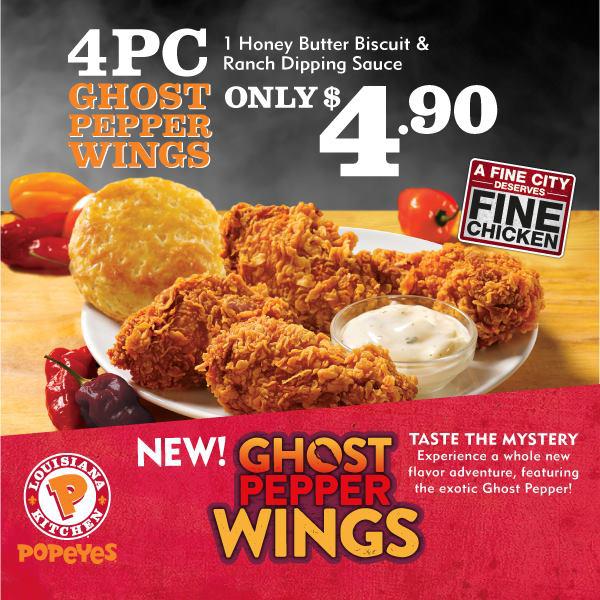 4PC
GHOST
PEPPER
WINGS
1 Honey Butter Biscuit &
Ranch Dipping Sauce
ONLY $4.90
A FINE CITY
DESERVES
FINE
CHICKEN
NEW! GHOST
PEPPER
WINGS
TASTE THE MYSTERY
Experience a whole new
flavor adventure, featuring
the exotic Ghost Pepper!
LOUISIANA
P
KITCHEN
POPEYES